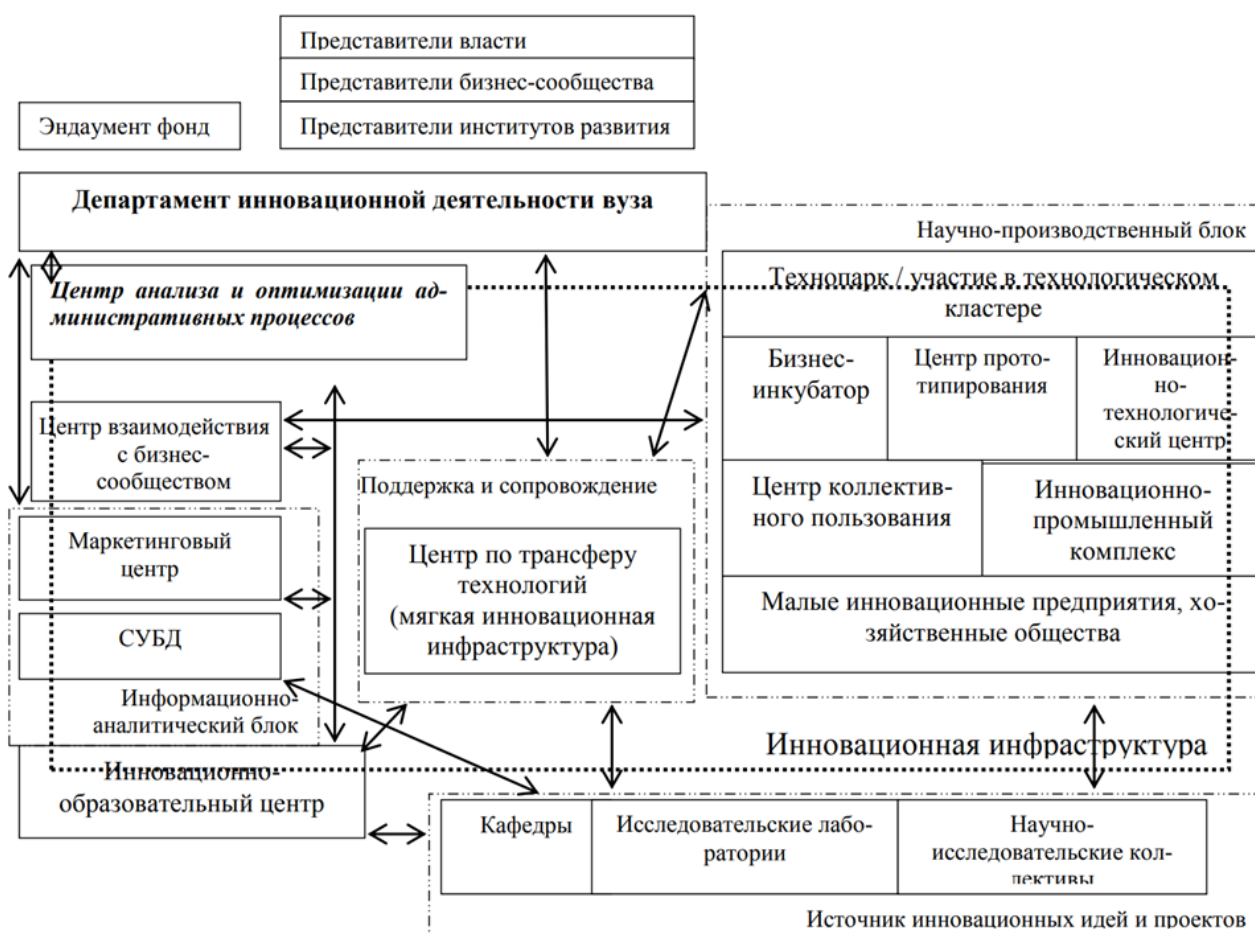 Представители власти
Представители бизнес-сообщества
Эндаумент фонд
Представители институтов развития
Департамент инновационной деятельности вуза
Научно-производственный блок
Центр анализа и оптимизации ад-
министративных процессов
Технопарк / участие в технологическом
кластере
Бизнес-
инкубатор
Центр прото-
типирования
Инновацион-
но-
технологиче-
ский центр
Центр взаимодействия
с бизнес-
сообществом
Поддержка и сопровождение
Центр коллектив-
ного пользования
Инновационно-
промышленный
комплекс
Маркетинговый
центр
Центр по трансферу
технологий
(мягкая инновационная
инфраструктура)
Малые инновационные предприятия, хо-
зяйственные общества
СУБД
Информационно-
аналитический блок
Инновационная инфраструктура
Инновационно-
образовательный центр
Кафедры
Исследовательские лабо-
ратории
Научно-
исследовательские кол-
лективы
Источник инновационных идей и проектов